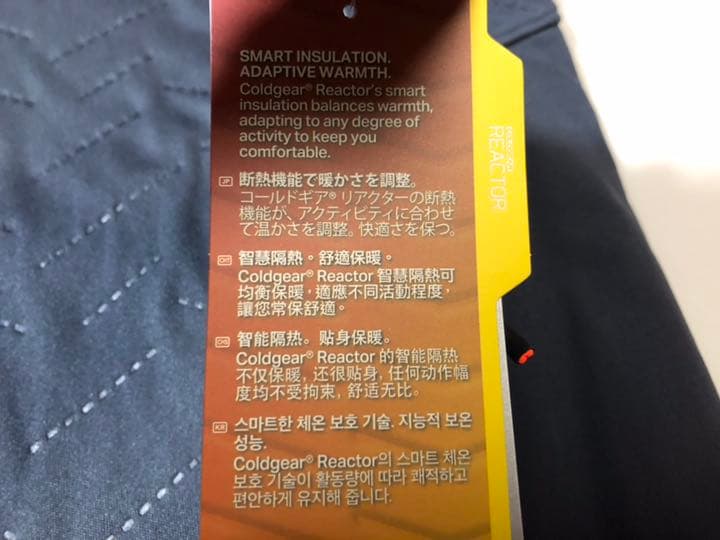 SMART INSULATION.
ADAPTIVE WARMTH.
Coldgear® Reactor's smart
insulation balances warmth,
adapting to any degree of
activity to keep you
comfortable.
JP 断熱機能で暖かさを調整。
コールドギア® リアクターの断熱
機能が、アクティビティに合わせ
て温かさを調整。快適さを保つ。
CHT 智慧隔熱。舒適保暖。
Coldgear® Reactor 智慧隔熱可
均衡保暖，適應不同活動程度，
讓您常保舒適。
CHS 智能隔热。贴身保暖。
Coldgear® Reactor 的智能隔热
不仅保暖，还很贴身，任何动作幅
度均不受拘束，舒适无比。
KR 스마트한 체온 보호 기술. 지능적 보온
성능.
Coldgear® Reactor의 스마트 체온
보호 기술이 활동량에 따라 쾌적하고
편안하게 유지해 줍니다.
REACTOR